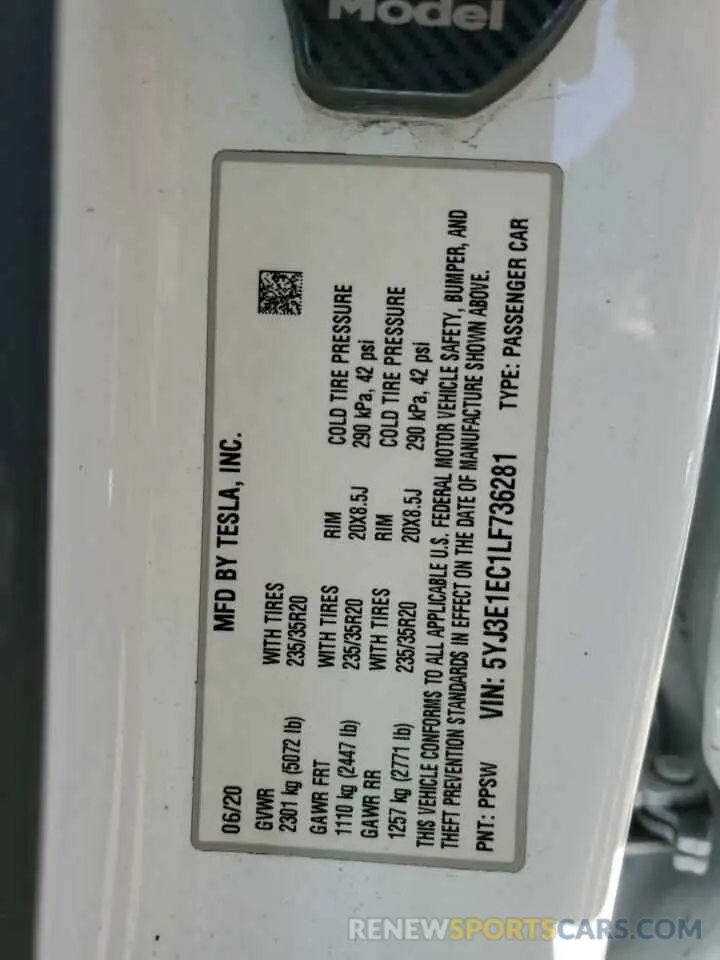 Model
MFD BY TESLA, INC.
06/20
GVWR WITH TIRES
2301 kg (5072 lb) 235/35R20
GAWR FRT WITH TIRES RIM COLD TIRE PRESSURE
1110 kg (2447 lb) 235/35R20 20X8.5J 290 kPa, 42 psi
GAWR RR WITH TIRES RIM COLD TIRE PRESSURE
1257 kg (2771 lb) 235/35R20 20X8.5J 290 kPa, 42 psi
THIS VEHICLE CONFORMS TO ALL APPLICABLE U.S. FEDERAL MOTOR VEHICLE SAFETY, BUMPER, AND
THEFT PREVENTION STANDARDS IN EFFECT ON THE DATE OF MANUFACTURE SHOWN ABOVE.
PNT: PPSW VIN: 5YJ3E1EC1LF736281 TYPE: PASSENGER CAR
RENEWSPORTSCARS.COM